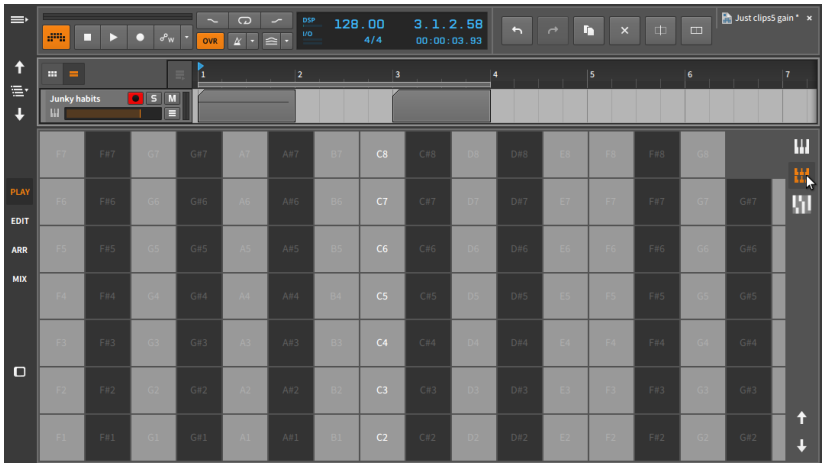 DSP
I/O
128.00
4/4
3.1.2.58
00:00:03.93
OVR
W
Just clips5 gain *
1 2 3 4 5 6 7
Junky habits S M
PLAY
EDIT
ARR
MIX
F7 F#7 G7 G#7 A7 A#7 B7 C8 C#8 D8 D#8 E8 F8 F#8 G8
F6 F#6 G6 G#6 A6 A#6 B6 C7 C#7 D7 D#7 E7 F7 F#7 G7 G#7
F5 F#5 G5 G#5 A5 A#5 B5 C6 C#6 D6 D#6 E6 F6 F#6 G6 G#6
F4 F#4 G4 G#4 A4 A#4 B4 C5 C#5 D5 D#5 E5 F5 F#5 G5 G#5
F3 F#3 G3 G#3 A3 A#3 B3 C4 C#4 D4 D#4 E4 F4 F#4 G4 G#4
F2 F#2 G2 G#2 A2 A#2 B2 C3 C#3 D3 D#3 E3 F3 F#3 G3 G#3
F1 F#1 G1 G#1 A1 A#1 B1 C2 C#2 D2 D#2 E2 F2 F#2 G2 G#2